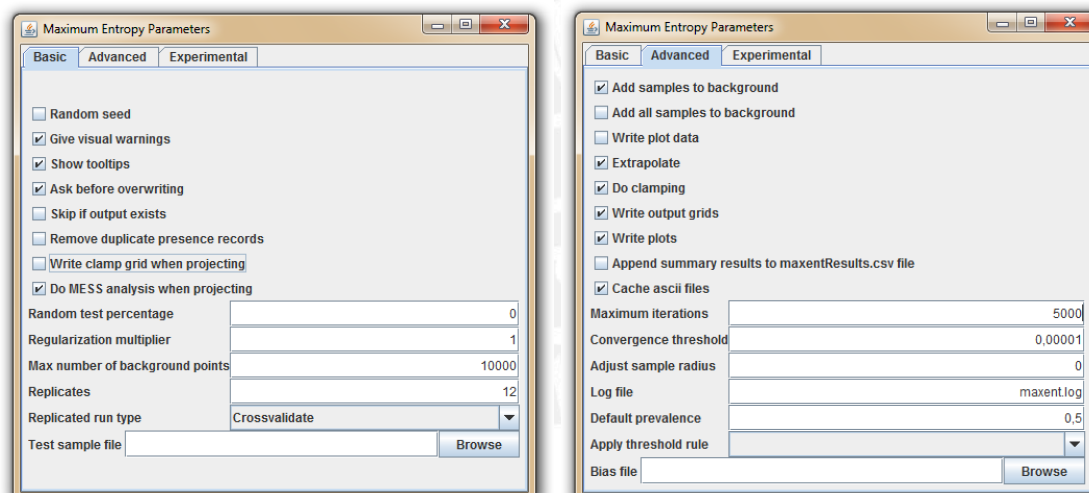 Maximum Entropy Parameters
Basic Advanced Experimental
Random seed
Give visual warnings
Show tooltips
Ask before overwriting
Skip if output exists
Remove duplicate presence records
Write clamp grid when projecting
Do MESS analysis when projecting
Random test percentage 0
Regularization multiplier 1
Max number of background points 10000
Replicates 12
Replicated run type Crossvalidate
Test sample file Browse
Maximum Entropy Parameters
Basic Advanced Experimental
Add samples to background
Add all samples to background
Write plot data
Extrapolate
Do clamping
Write output grids
Write plots
Append summary results to maxentResults.csv file
Cache ascii files
Maximum iterations 5000
Convergence threshold 0,00001
Adjust sample radius 0
Log file maxent.log
Default prevalence 0,5
Apply threshold rule
Bias file Browse